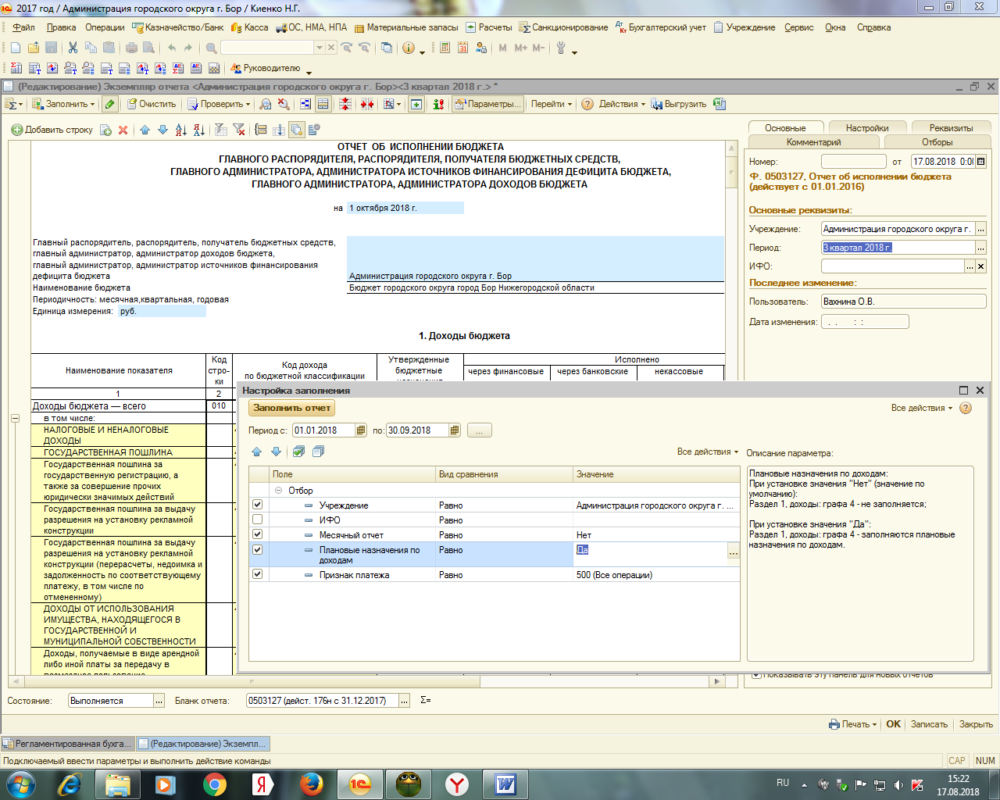 2017 год / Администрация городского округа г. Бор / Киенко Н.Г.
Файл Правка Операции Казначейство/Банк Касса ОС, НМА, НПА Материальные запасы Расчеты Санкционирование Бухгалтерский учет Учреждение Сервис Окна Справка
M M+ M-
Руководителю
(Редактирование) Экземпляр отчета <Администрация городского округа г. Бор><3 квартал 2018 г.> *
Заполнить Очистить Проверить Параметры... Перейти Действия Выгрузить
Добавить строку
ОТЧЕТ ОБ ИСПОЛНЕНИИ БЮДЖЕТА
ГЛАВНОГО РАСПОРЯДИТЕЛЯ, РАСПОРЯДИТЕЛЯ, ПОЛУЧАТЕЛЯ БЮДЖЕТНЫХ СРЕДСТВ,
ГЛАВНОГО АДМИНИСТРАТОРА, АДМИНИСТРАТОРА ИСТОЧНИКОВ ФИНАНСИРОВАНИЯ ДЕФИЦИТА БЮДЖЕТА,
ГЛАВНОГО АДМИНИСТРАТОРА, АДМИНИСТРАТОРА ДОХОДОВ БЮДЖЕТА
на 1 октября 2018 г.
Главный распорядитель, распорядитель, получатель бюджетных средств,
главный администратор, администратор доходов бюджета,
главный администратор, администратор источников финансирования
дефицита бюджета Администрация городского округа г. Бор
Наименование бюджета Бюджет городского округа город Бор Нижегородской области
Периодичность: месячная,квартальная, годовая
Единица измерения: руб.
1. Доходы бюджета
Наименование показателя
Код
стро-
ки
Код дохода
по бюджетной классификации
Утвержденные
бюджетные
Исполнено
через финансовые через банковские некассовые
1 2
Доходы бюджета — всего 010
в том числе:
НАЛОГОВЫЕ И НЕНАЛОГОВЫЕ
ДОХОДЫ
ГОСУДАРСТВЕННАЯ ПОШЛИНА
Государственная пошлина за
государственную регистрацию, а
также за совершение прочих
юридически значимых действий
Государственная пошлина за выдачу
разрешения на установку рекламной
конструкции
Государственная пошлина за выдачу
разрешения на установку рекламной
конструкции (перерасчеты, недоимка и
задолженность по соответствующему
платежу, в том числе по
отмененному)
ДОХОДЫ ОТ ИСПОЛЬЗОВАНИЯ
ИМУЩЕСТВА, НАХОДЯЩЕГОСЯ В
ГОСУДАРСТВЕННОЙ И
МУНИЦИПАЛЬНОЙ СОБСТВЕННОСТИ
Доходы, получаемые в виде арендной
либо иной платы за передачу в
Основные Настройки Реквизиты
Комментарий Отборы
Номер: от 17.08.2018 0:0
Ф. 0503127, Отчет об исполнении бюджета
(действует с 01.01.2016)
Основные реквизиты:
Учреждение: Администрация городского округа г. ...
Период: 3 квартал 2018 г. ...
ИФО: ...
Последнее изменение:
Пользователь: Вахнина О.В.
Дата изменения: . . : :
Настройка заполнения
Заполнить отчет Все действия
Период с: 01.01.2018 по: 30.09.2018 ...
Все действия
Поле Вид сравнения Значение
Отбор
Учреждение Равно Администрация городского округа г. ...
ИФО Равно
Месячный отчет Равно Нет
Плановые назначения по
доходам Равно Да ...
Признак платежа Равно 500 (Все операции)
Описание параметра:
Плановые назначения по доходам:
При установке значения "Нет" (значение по
умолчанию):
Раздел 1, доходы: графа 4 - не заполняется;
При установке значения "Да":
Раздел 1, доходы: графа 4 - заполняются плановые
назначения по доходам.
Показывать эту панель для новых отчетов
Состояние: Выполняется ... Бланк отчета: 0503127 (дейст. 176н с 31.12.2017) ... Σ=
Печать OK Записать Закрыть
Регламентированная бухга... (Редактирование) Экземпл...
Подключаемый ввести параметры и выполнить действие команды CAP NUM
RU 15:22
17.08.2018